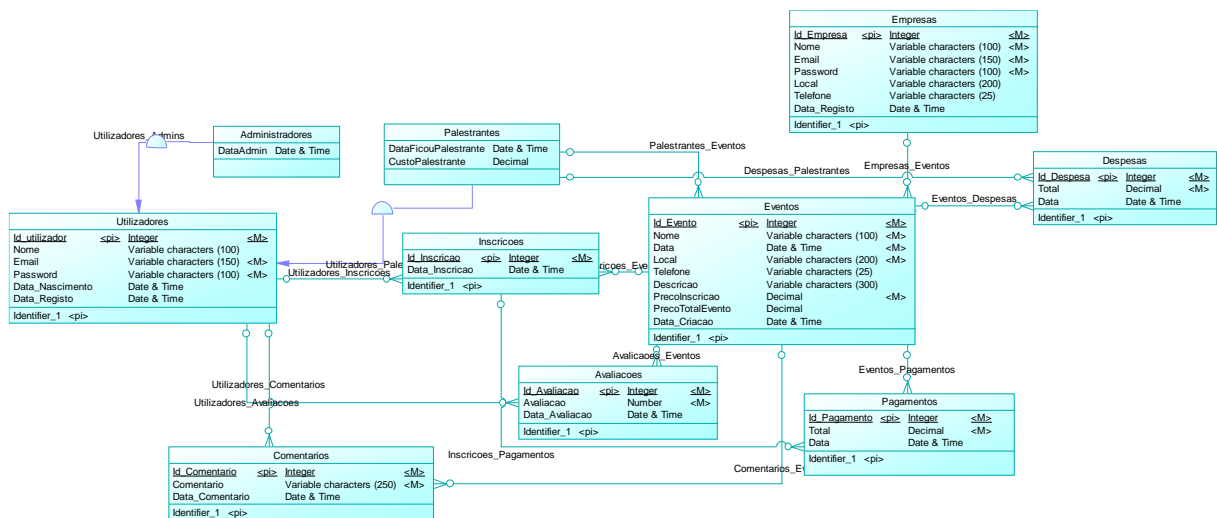 Empresas
Id_Empresa <pi> Integer <M>
Nome Variable characters (100) <M>
Email Variable characters (150) <M>
Password Variable characters (100) <M>
Local Variable characters (200)
Telefone Variable characters (25)
Data_Registo Date & Time
Identifier_1 <pi>
Utilizadores_Admins
Administradores
DataAdmin Date & Time
Palestrantes
DataFicouPalestrante Date & Time
CustoPalestrante Decimal
Palestrantes_Eventos
Empresas_Eventos
Despesas_Palestrantes
Despesas
Id_Despesa <pi> Integer <M>
Total Decimal <M>
Data Date & Time
Identifier_1 <pi>
Eventos_Despesas
Utilizadores
Id_utilizador <pi> Integer <M>
Nome Variable characters (100)
Email Variable characters (150) <M>
Password Variable characters (100) <M>
Data_Nascimento Date & Time
Data_Registo Date & Time
Identifier_1 <pi>
Utilizadores_Pale
Utilizadores_Inscricoes
Inscricoes
Id_Inscricao <pi> Integer <M>
Data_Inscricao Date & Time
Identifier_1 <pi>
ricoes_Eve
Eventos
Id_Evento <pi> Integer <M>
Nome Variable characters (100) <M>
Data Date & Time <M>
Local Variable characters (200) <M>
Telefone Variable characters (25)
Descricao Variable characters (300)
PrecoInscricao Decimal <M>
PrecoTotalEvento Decimal
Data_Criacao Date & Time
Identifier_1 <pi>
Avalicaoes_Eventos
Eventos_Pagamentos
Utilizadores_Comentarios
Utilizadores_Avaliacoes
Avaliacoes
Id_Avaliacao <pi> Integer <M>
Avaliacao Number <M>
Data_Avaliacao Date & Time
Identifier_1 <pi>
Pagamentos
Id_Pagamento <pi> Integer <M>
Total Decimal <M>
Data Date & Time
Identifier_1 <pi>
Inscricoes_Pagamentos
Comentarios_Ev
Comentarios
Id_Comentario <pi> Integer <M>
Comentario Variable characters (250) <M>
Data_Comentario Date & Time
Identifier_1 <pi>